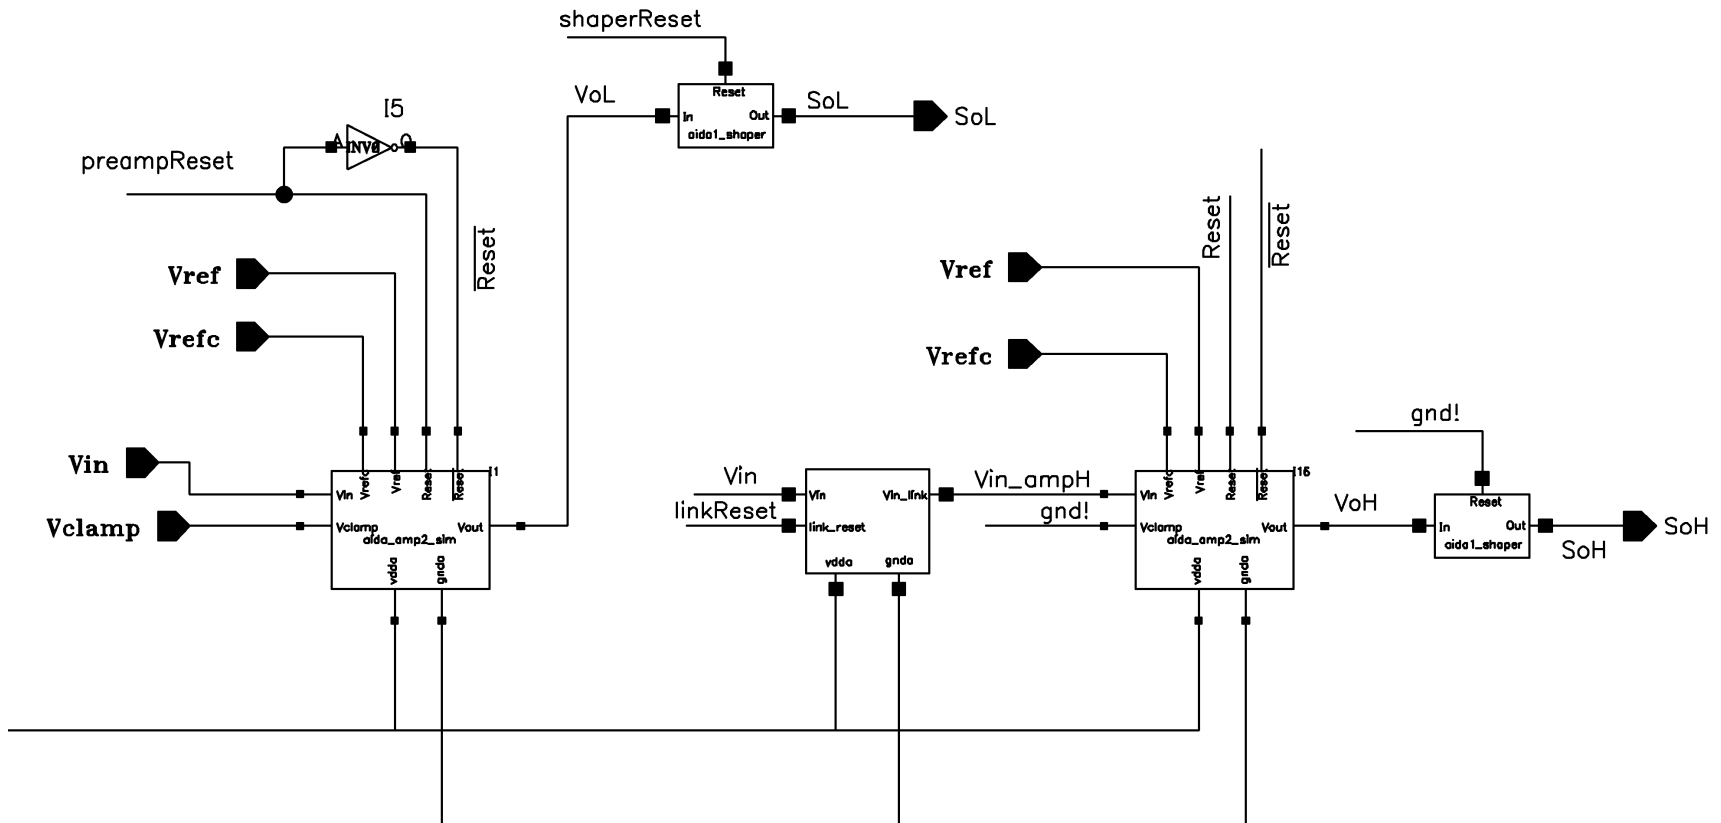 shaperReset
VoL
Reset
In
Out
aida1_shaper
SoL
SoL
I5
A
INV0
O
preampReset
Reset
Vref
Vrefc
Vin
Vclamp
I1
Vrefc
Vref
Reset
Reset
Vin
Vclamp
Vout
aida_amp2_sim
vdda
gnda
Vin
linkReset
Vin
Vin_link
link_reset
vdda
gnda
Vin_ampH
gnd!
Vref
Vrefc
Reset
Reset
I16
Vrefc
Vref
Reset
Reset
Vin
Vclamp
Vout
aida_amp2_sim
vdda
gnda
VoH
gnd!
Reset
In
Out
aida1_shaper
SoH
SoH